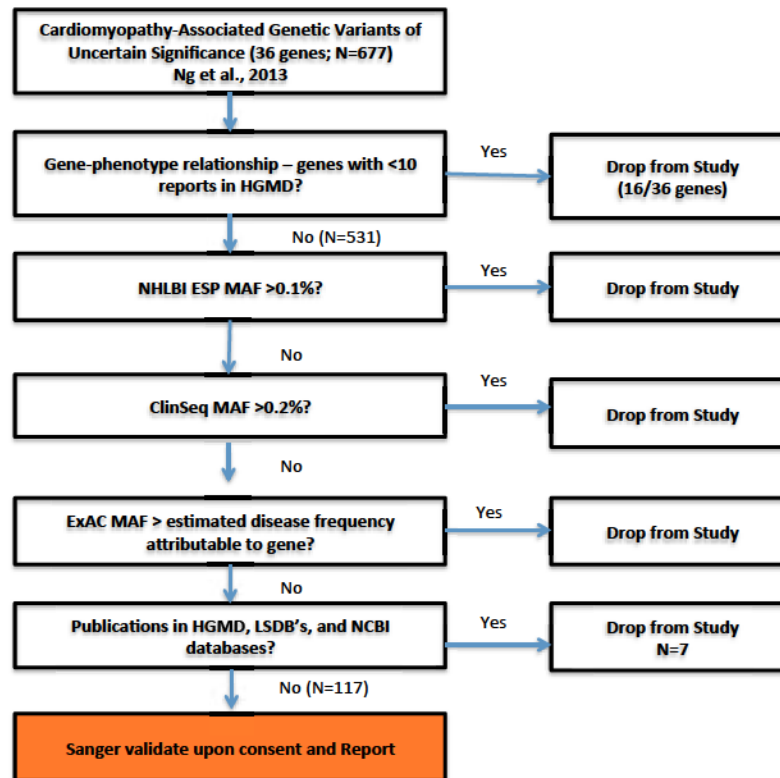 Cardiomyopathy-Associated Genetic Variants of
Uncertain Significance (36 genes; N=677)
Ng et al., 2013
Gene-phenotype relationship – genes with <10
reports in HGMD?
Yes
Drop from Study
(16/36 genes)
No (N=531)
NHLBI ESP MAF >0.1%?
Yes
Drop from Study
No
ClinSeq MAF >0.2%?
Yes
Drop from Study
No
ExAC MAF > estimated disease frequency
attributable to gene?
Yes
Drop from Study
No
Publications in HGMD, LSDB’s, and NCBI
databases?
Yes
Drop from Study
N=7
No (N=117)
Sanger validate upon consent and Report